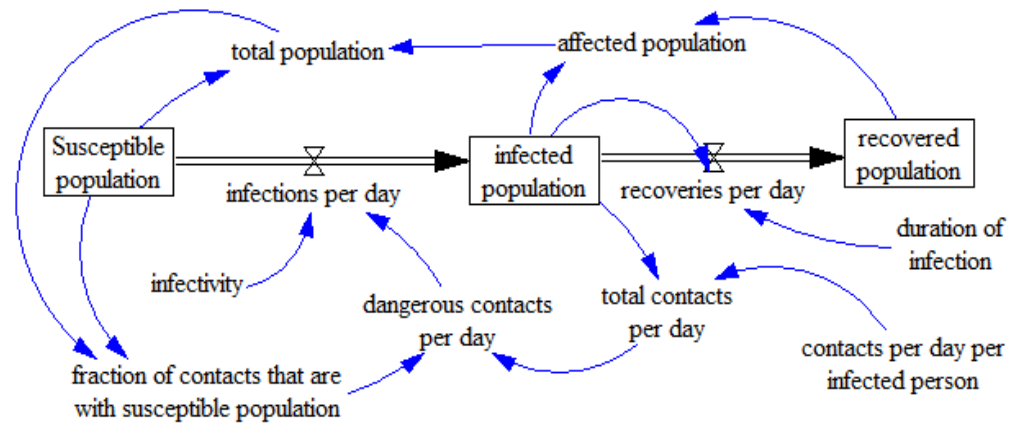 total population
affected population
Susceptible
population
infected
population
recovered
population
infections per day
recoveries per day
duration of
infection
infectivity
dangerous contacts
per day
total contacts
per day
contacts per day per
infected person
fraction of contacts that are
with susceptible population